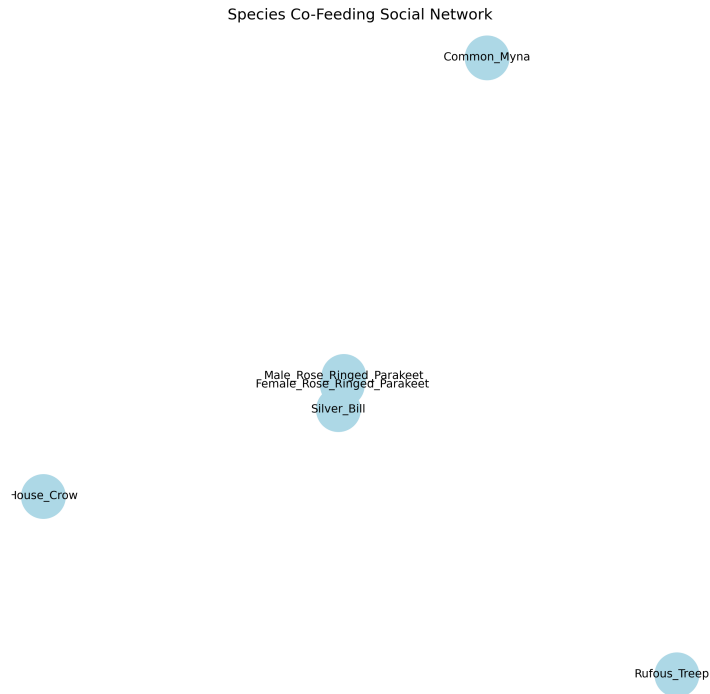 Species Co-Feeding Social Network
Common_Myna
Male_Rose_Ringed_Parakeet
Female_Rose_Ringed_Parakeet
Silver_Bill
House_Crow
Rufous_Treep